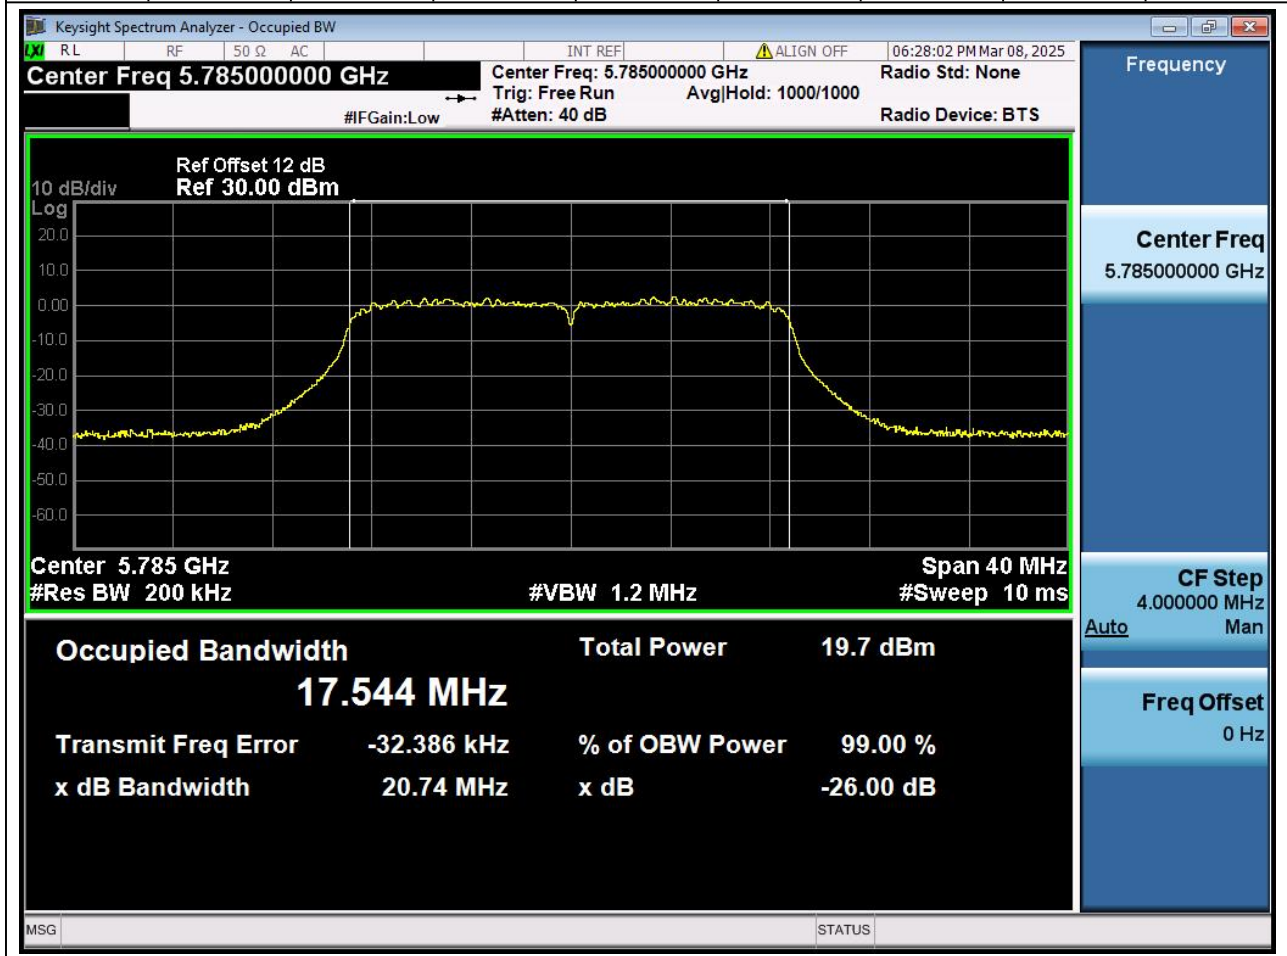 Keysight Spectrum Analyzer - Occupied BW
LXI RL RF 50 Ω AC INT REF ALIGN OFF 06:28:02 PM Mar 08, 2025
Center Freq 5.785000000 GHz
Center Freq: 5.785000000 GHz Radio Std: None
Trig: Free Run Avg|Hold: 1000/1000
#IFGain:Low #Atten: 40 dB Radio Device: BTS
Ref Offset 12 dB
10 dB/div Ref 30.00 dBm
Log
20.0
10.0
0.00
-10.0
-20.0
-30.0
-40.0
-50.0
-60.0
Center 5.785 GHz Span 40 MHz
#Res BW 200 kHz #VBW 1.2 MHz #Sweep 10 ms
Occupied Bandwidth Total Power 19.7 dBm
17.544 MHz
Transmit Freq Error -32.386 kHz % of OBW Power 99.00 %
x dB Bandwidth 20.74 MHz x dB -26.00 dB
Frequency
Center Freq
5.785000000 GHz
CF Step
4.000000 MHz
Auto Man
Freq Offset
0 Hz
MSG STATUS